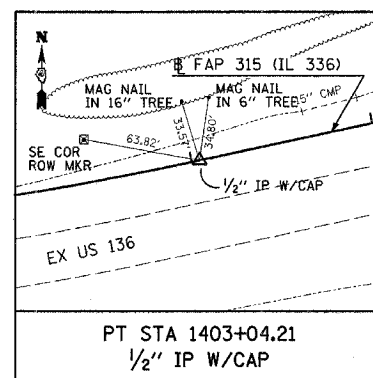 N
℄ FAP 315 (IL 336)
MAG NAIL
IN 16" TREE
MAG NAIL
IN 6" TREE
15" CMP
33.57'
34.80'
63.82'
SE COR
ROW MKR
1/2" IP W/CAP
EX US 136
PT STA 1403+04.21
1/2" IP W/CAP